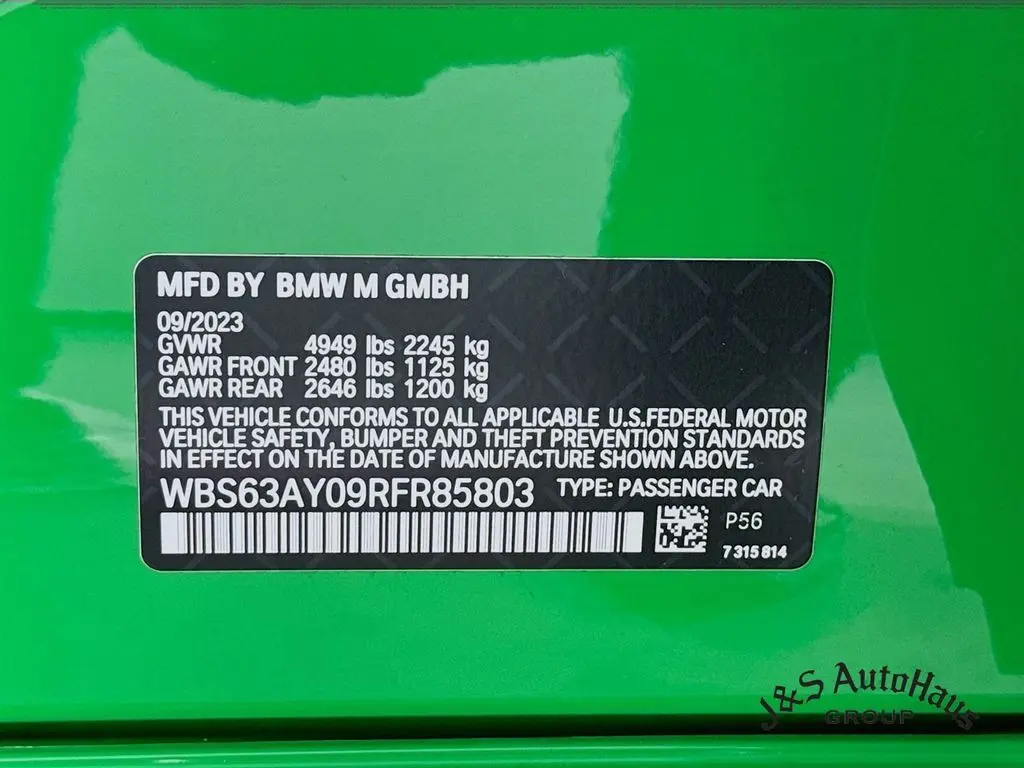 MFD BY BMW M GMBH
09/2023
GVWR 4949 lbs 2245 kg
GAWR FRONT 2480 lbs 1125 kg
GAWR REAR 2646 lbs 1200 kg
THIS VEHICLE CONFORMS TO ALL APPLICABLE U.S.FEDERAL MOTOR
VEHICLE SAFETY, BUMPER AND THEFT PREVENTION STANDARDS
IN EFFECT ON THE DATE OF MANUFACTURE SHOWN ABOVE.
WBS63AY09RFR85803 TYPE: PASSENGER CAR
P56
7 315 814
J&S AutoHaus
GROUP